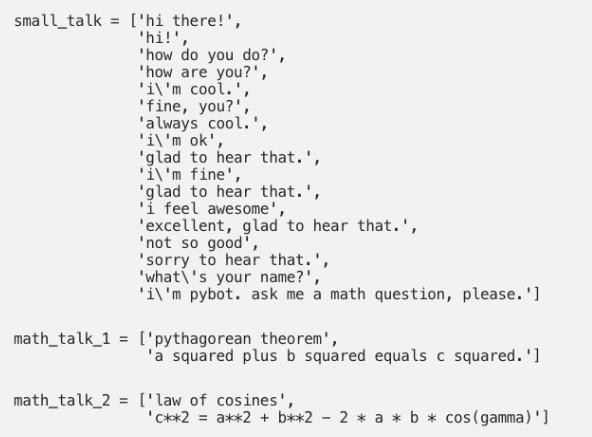 small_talk = ['hi there!',
'hi!',
'how do you do?',
'how are you?',
'i\'m cool.',
'fine, you?',
'always cool.',
'i\'m ok',
'glad to hear that.',
'i\'m fine',
'glad to hear that.',
'i feel awesome',
'excellent, glad to hear that.',
'not so good',
'sorry to hear that.',
'what\'s your name?',
'i\'m pybot. ask me a math question, please.']
math_talk_1 = ['pythagorean theorem',
'a squared plus b squared equals c squared.']
math_talk_2 = ['law of cosines',
'c**2 = a**2 + b**2 - 2 * a * b * cos(gamma)']